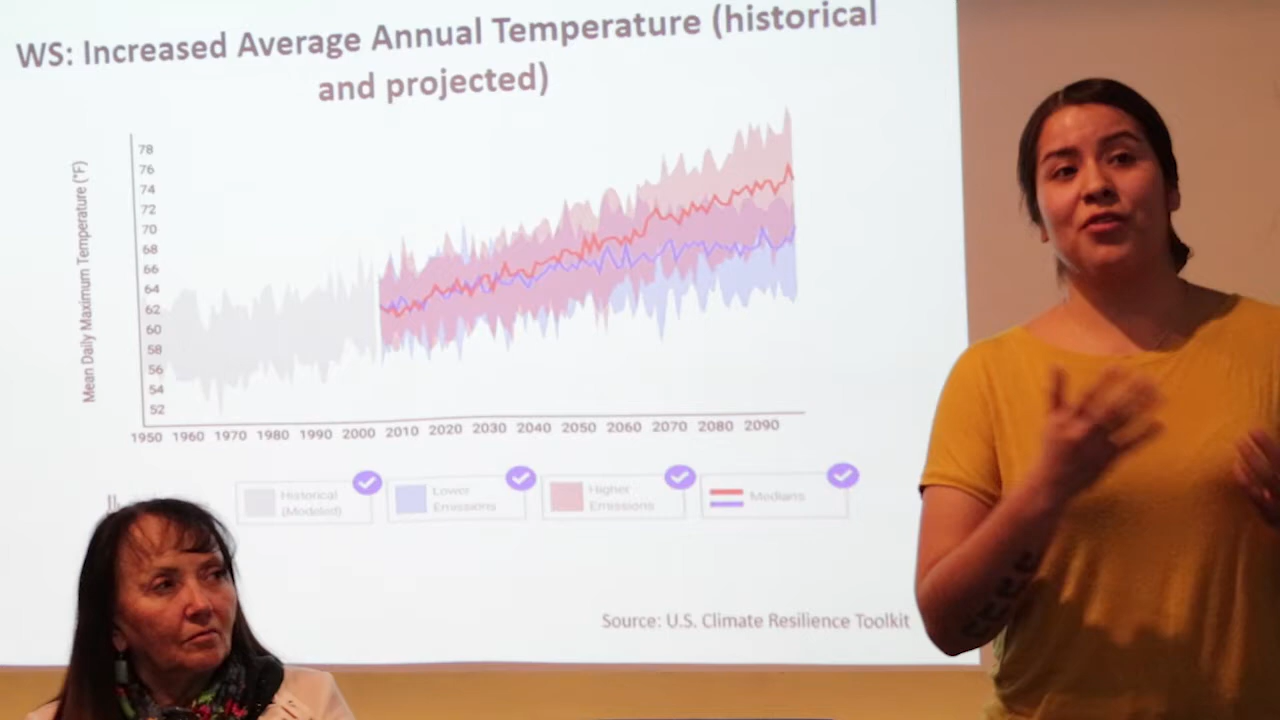 WS: Increased Average Annual Temperature (historical
and projected)
Mean Daily Maximum Temperature (°F)
78
76
74
72
70
68
66
64
62
60
58
56
54
52
1950 1960 1970 1980 1990 2000 2010 2020 2030 2040 2050 2060 2070 2080 2090
Historical
(Modeled)
Lower
Emissions
Higher
Emissions
Medians
Source: U.S. Climate Resilience Toolkit